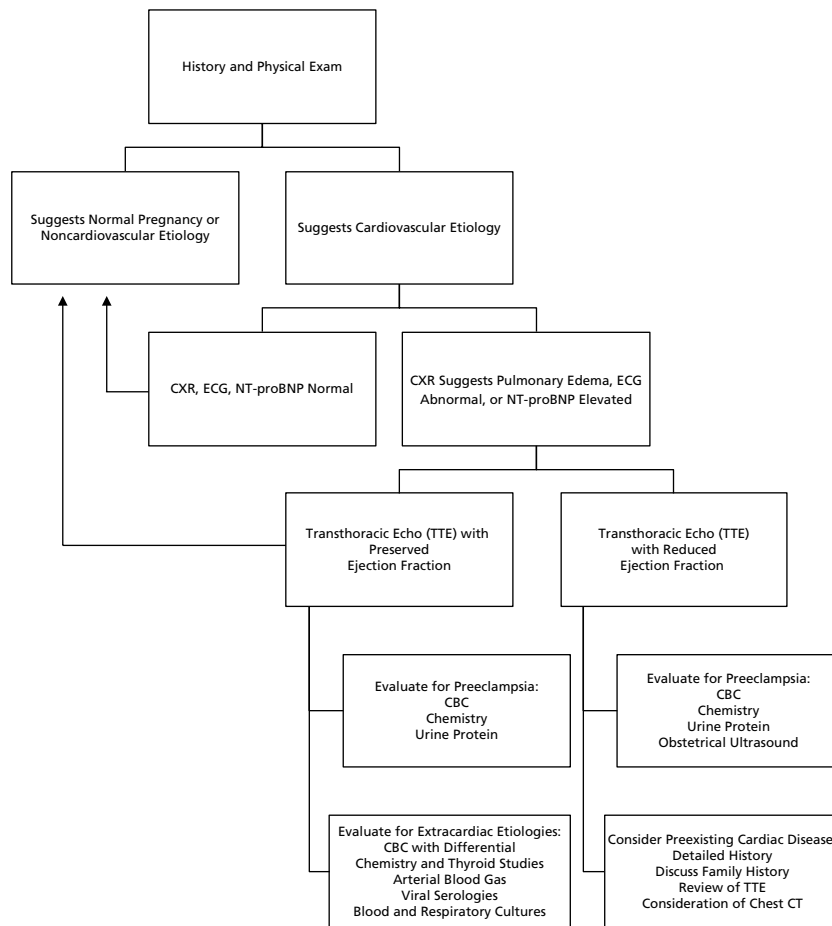 History and Physical Exam
Suggests Normal Pregnancy or
Noncardiovascular Etiology
Suggests Cardiovascular Etiology
CXR, ECG, NT-proBNP Normal
CXR Suggests Pulmonary Edema, ECG
Abnormal, or NT-proBNP Elevated
Transthoracic Echo (TTE) with
Preserved
Ejection Fraction
Transthoracic Echo (TTE)
with Reduced
Ejection Fraction
Evaluate for Preeclampsia:
CBC
Chemistry
Urine Protein
Evaluate for Preeclampsia:
CBC
Chemistry
Urine Protein
Obstetrical Ultrasound
Evaluate for Extracardiac Etiologies:
CBC with Differential
Chemistry and Thyroid Studies
Arterial Blood Gas
Viral Serologies
Blood and Respiratory Cultures
Consider Preexisting Cardiac Disease
Detailed History
Discuss Family History
Review of TTE
Consideration of Chest CT